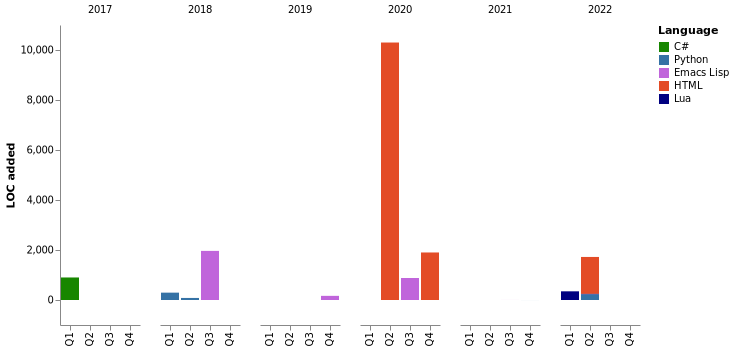 2017 2018 2019 2020 2021 2022
Language
C#
Python
Emacs Lisp
HTML
Lua
LOC added
10,000
8,000
6,000
4,000
2,000
0
Q1 Q2 Q3 Q4 Q1 Q2 Q3 Q4 Q1 Q2 Q3 Q4 Q1 Q2 Q3 Q4 Q1 Q2 Q3 Q4 Q1 Q2 Q3 Q4